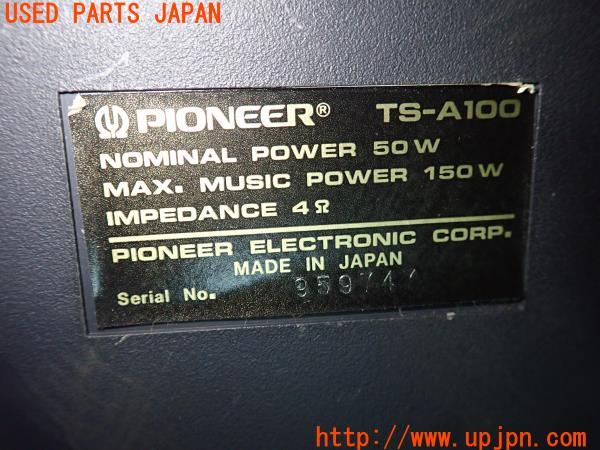 USED PARTS JAPAN
PIONEER® TS-A100
NOMINAL POWER 50W
MAX. MUSIC POWER 150W
IMPEDANCE 4Ω
PIONEER ELECTRONIC CORP.
MADE IN JAPAN
Serial No.
http://www.upjpn.com/